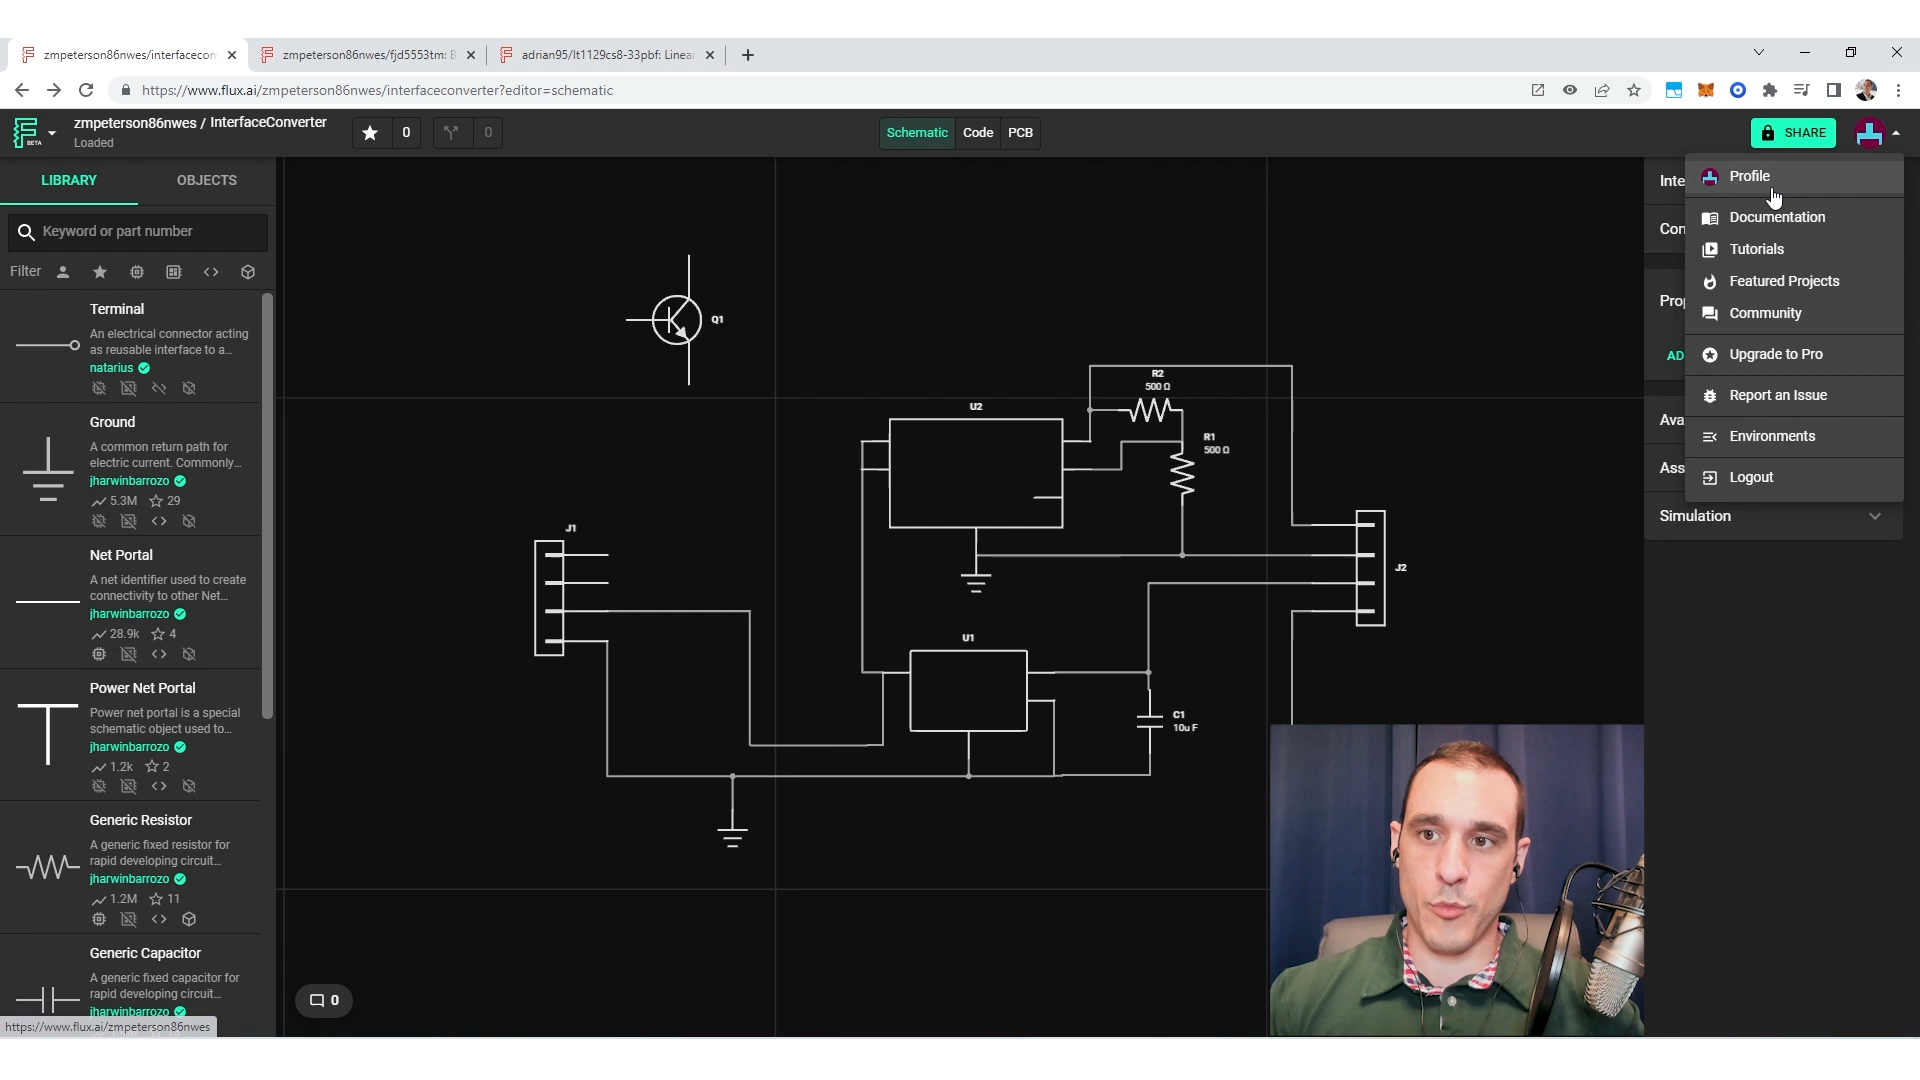 zmpeterson86nwes/interfacecon
zmpeterson86nwes/fjd5553tm: B
adrian95/lt1129cs8-33pbf: Linear
https://www.flux.ai/zmpeterson86nwes/interfaceconverter?editor=schematic
BETA
zmpeterson86nwes / InterfaceConverter
Loaded
0
0
Schematic
Code
PCB
SHARE
LIBRARY
OBJECTS
Keyword or part number
Filter
Terminal
An electrical connector acting
as reusable interface to a...
natarius
Ground
A common return path for
electric current. Commonly...
jharwinbarrozo
5.3M
29
Net Portal
A net identifier used to create
connectivity to other Net...
jharwinbarrozo
28.9k
4
Power Net Portal
Power net portal is a special
schematic object used to...
jharwinbarrozo
1.2k
2
Generic Resistor
A generic fixed resistor for
rapid developing circuit...
jharwinbarrozo
1.2M
11
Generic Capacitor
A generic fixed capacitor for
rapid developing circuit...
jharwinbarrozo
https://www.flux.ai/zmpeterson86nwes
Q1
U2
R2
500 Ω
R1
500 Ω
J1
J2
U1
C1
10u F
0
Inte
Con
Prop
AD
Ava
Ass
Simulation
Profile
Documentation
Tutorials
Featured Projects
Community
Upgrade to Pro
Report an Issue
Environments
Logout